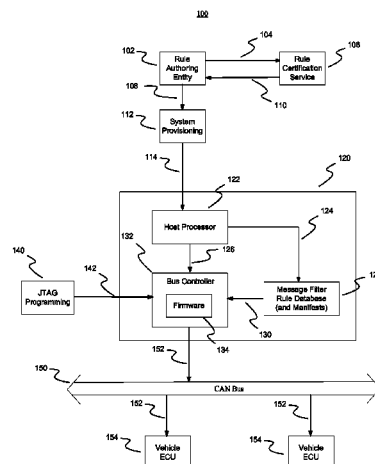 100
104
102
Rule
Authoring
Entity
Rule
Certification
Service
106
108
110
112
System
Provisioning
114
120
122
Host Processor
124
132
126
140
Bus Controller
142
JTAG
Programming
Firmware
Message Filter
Rule Database
(and Manifests)
130
134
152
150
CAN Bus
152
152
154
Vehicle
ECU
154
Vehicle
ECU